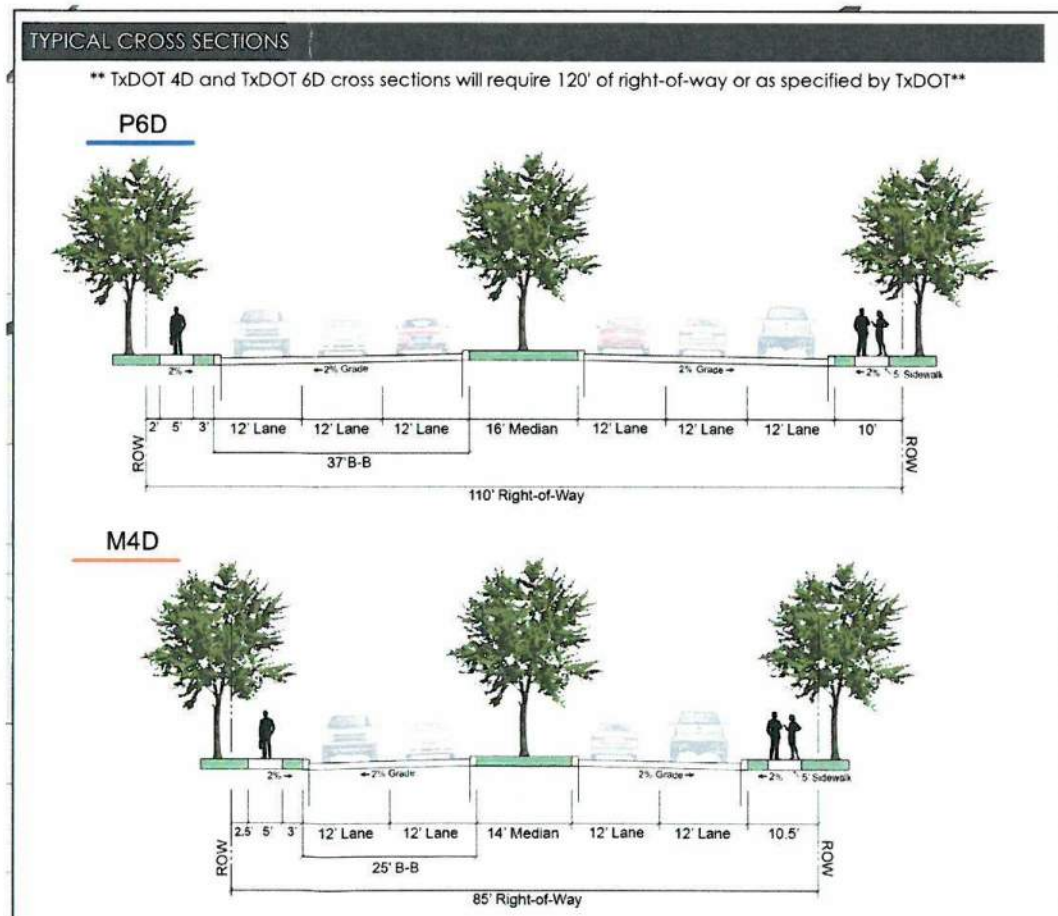 TYPICAL CROSS SECTIONS
** TxDOT 4D and TxDOT 6D cross sections will require 120' of right-of-way or as specified by TxDOT**
P6D
2% 2% Grade 2% Grade 2% 5' Sidewalk
2' 5' 3' 12' Lane 12' Lane 12' Lane 16' Median 12' Lane 12' Lane 12' Lane 10'
ROW ROW
37' B-B
110' Right-of-Way
M4D
2% 2% Grade 2% Grade 2% 5' Sidewalk
2.5' 5' 3' 12' Lane 12' Lane 14' Median 12' Lane 12' Lane 10.5'
ROW ROW
25' B-B
85' Right-of-Way